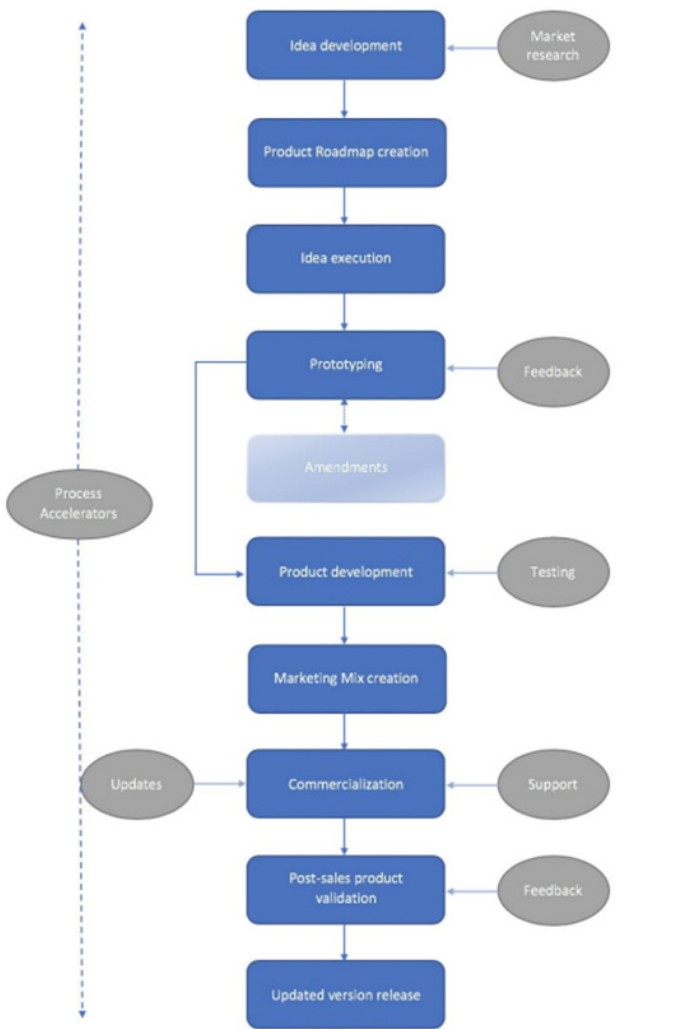 Idea development
Market
research
Product Roadmap creation
Idea execution
Prototyping
Feedback
Amendments
Process
Accelerators
Product development
Testing
Marketing Mix creation
Updates
Commercialization
Support
Post-sales product
validation
Feedback
Updated version release